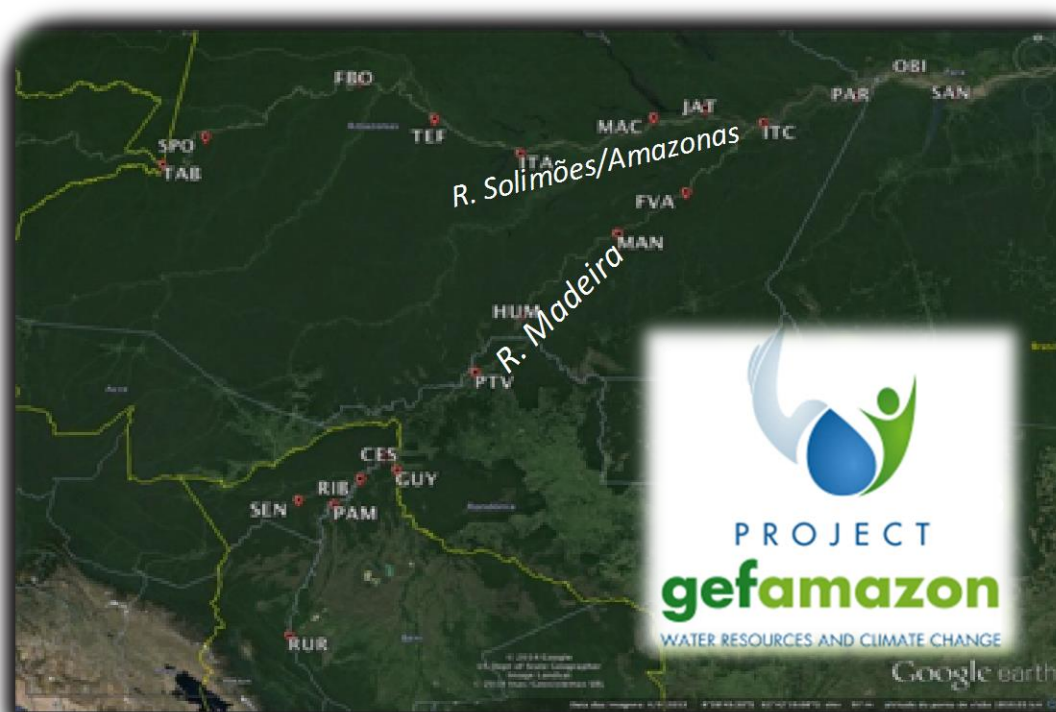 FBO
OBI
PAR
SAN
TEF
MAC
JAT
ITC
SPO
TAB
ITA
R. Solimões/Amazonas
FVA
MAN
HUM
R. Madeira
PTV
CES
GUY
RIB
SEN
PAM
RUR
PROJECT
gefamazon
WATER RESOURCES AND CLIMATE CHANGE
Google earth